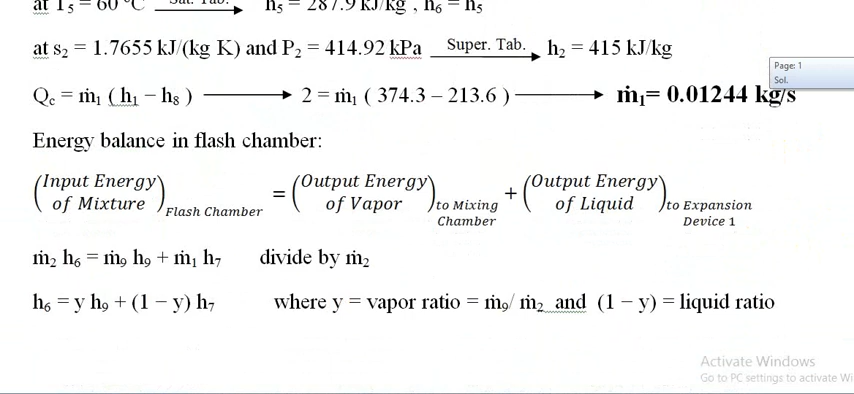 at T₅ = 60 °C Sat. Tab. h₅ = 287.9 kJ/kg , h₆ = h₅
at s₂ = 1.7655 kJ/(kg K) and P₂ = 414.92 kPa Super. Tab. h₂ = 415 kJ/kg
Page: 1
Sol.
Qc = ṁ₁ ( h₁ – h₈ ) 2 = ṁ₁ ( 374.3 – 213.6 ) ṁ₁= 0.01244 kg/s
Energy balance in flash chamber:
(Input Energy of Mixture) Flash Chamber = (Output Energy of Vapor) to Mixing Chamber + (Output Energy of Liquid) to Expansion Device 1
ṁ₂ h₆ = ṁ₉ h₉ + ṁ₁ h₇ divide by ṁ₂
h₆ = y h₉ + (1 – y) h₇ where y = vapor ratio = ṁ₉/ ṁ₂ and (1 – y) = liquid ratio
Activate Windows
Go to PC settings to activate Wi